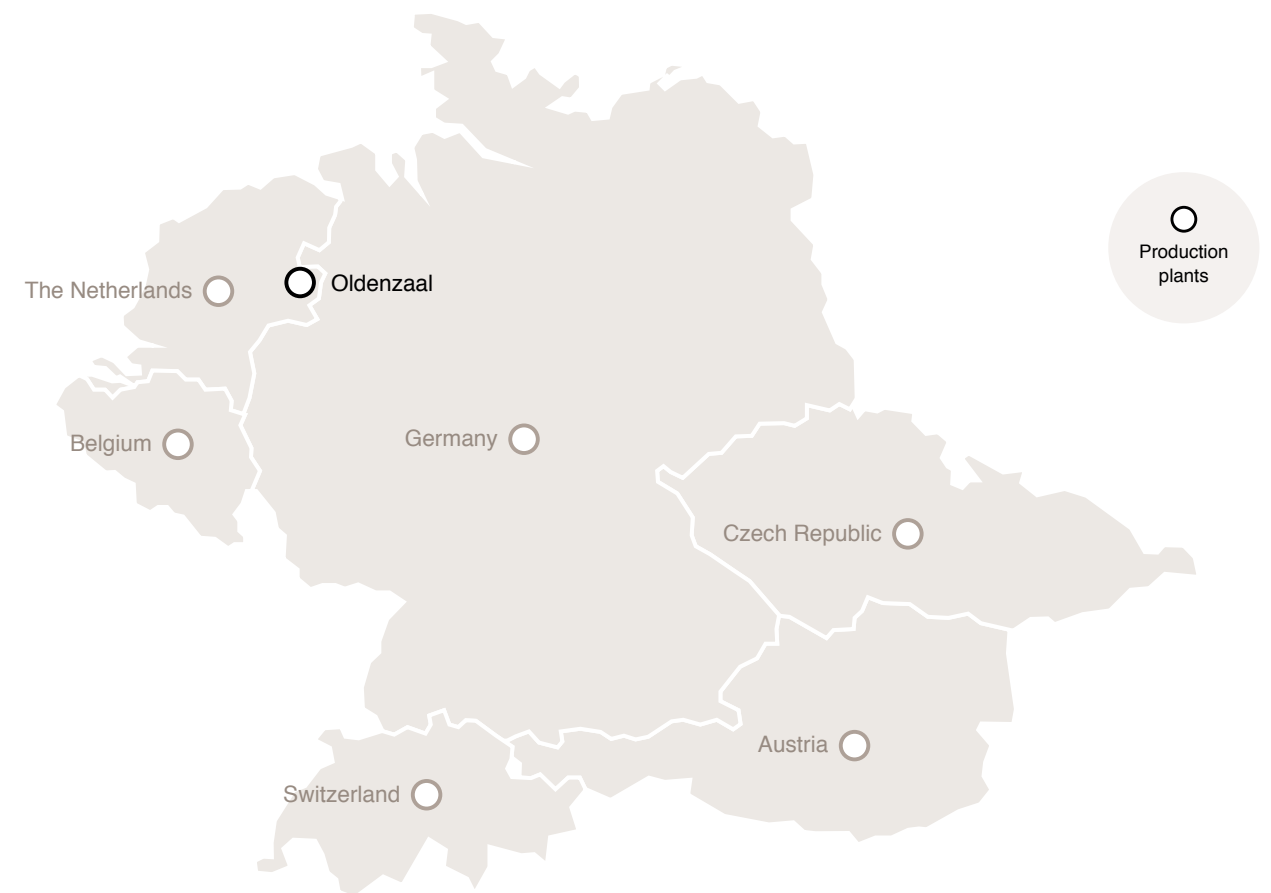 Production
plants
The Netherlands
Oldenzaal
Belgium
Germany
Czech Republic
Austria
Switzerland